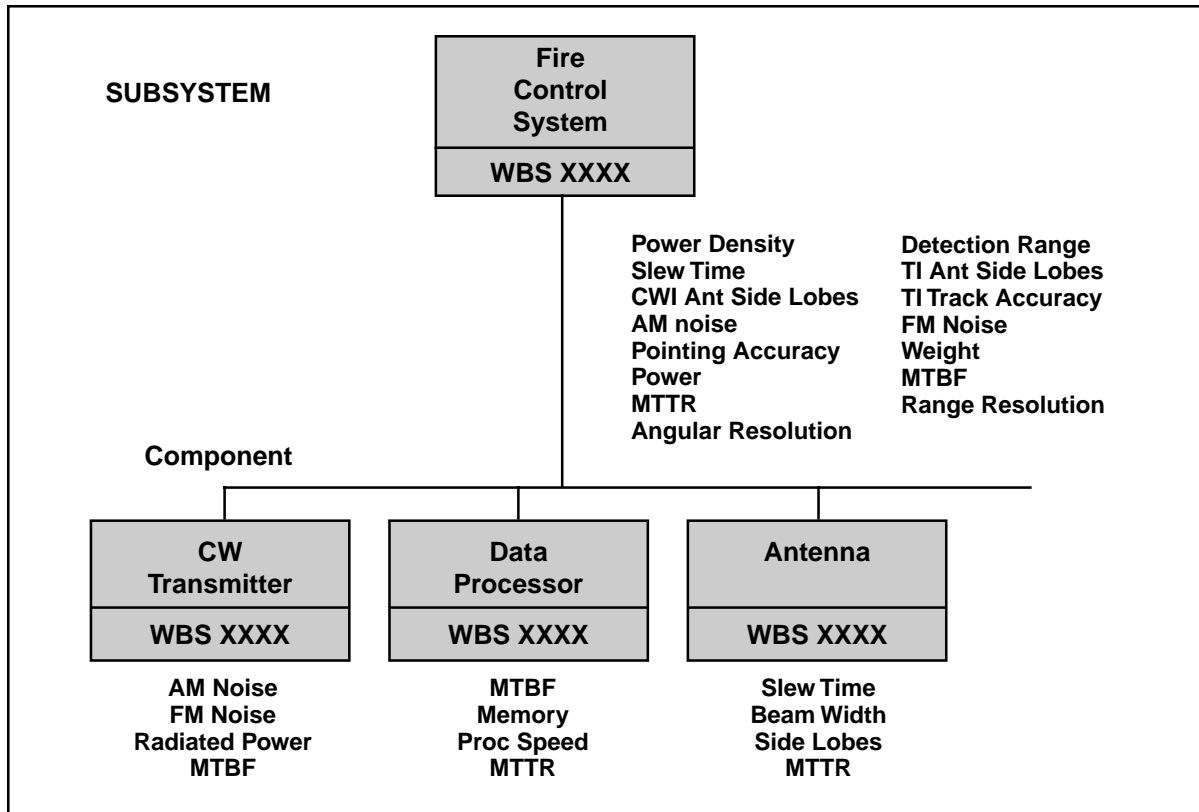 SUBSYSTEM
Fire
Control
System
WBS XXXX
Power Density
Slew Time
CWI Ant Side Lobes
AM noise
Pointing Accuracy
Power
MTTR
Angular Resolution
Detection Range
TI Ant Side Lobes
TI Track Accuracy
FM Noise
Weight
MTBF
Range Resolution
Component
CW
Transmitter
WBS XXXX
AM Noise
FM Noise
Radiated Power
MTBF
Data
Processor
WBS XXXX
MTBF
Memory
Proc Speed
MTTR
Antenna
WBS XXXX
Slew Time
Beam Width
Side Lobes
MTTR